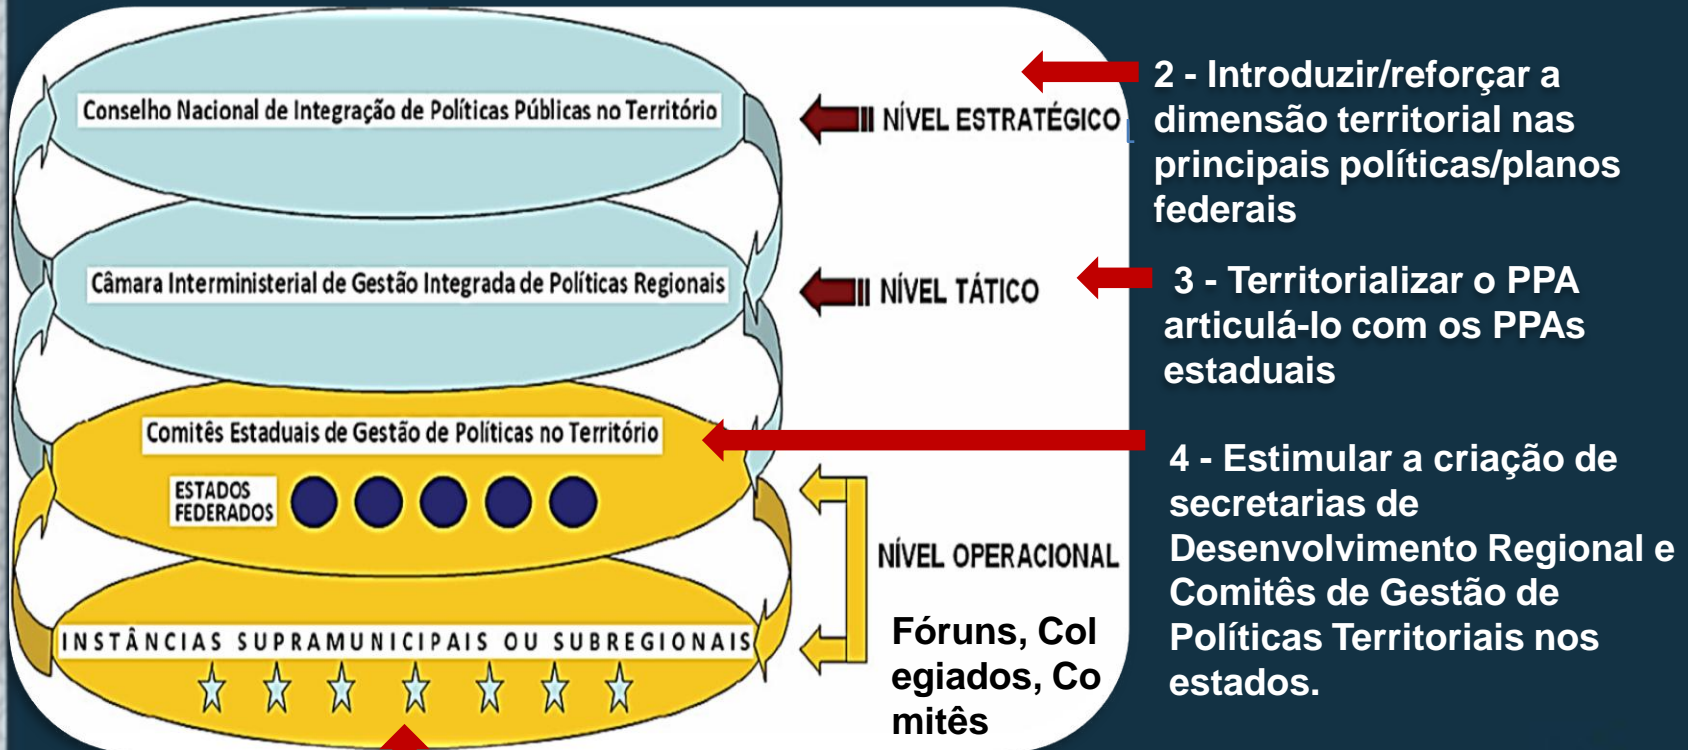 Conselho Nacional de Integração de Políticas Públicas no Território
NÍVEL ESTRATÉGICO
2 - Introduzir/reforçar a
dimensão territorial nas
principais políticas/planos
federais
Câmara Interministerial de Gestão Integrada de Políticas Regionais
NÍVEL TÁTICO
3 - Territorializar o PPA
articulá-lo com os PPAs
estaduais
Comitês Estaduais de Gestão de Políticas no Território
ESTADOS
FEDERADOS
4 - Estimular a criação de
secretarias de
Desenvolvimento Regional e
Comitês de Gestão de
Políticas Territoriais nos
estados.
NÍVEL OPERACIONAL
INSTÂNCIAS SUPRAMUNICIPAIS OU SUBREGIONAIS
Fóruns, Col
egiados, Co
mitês